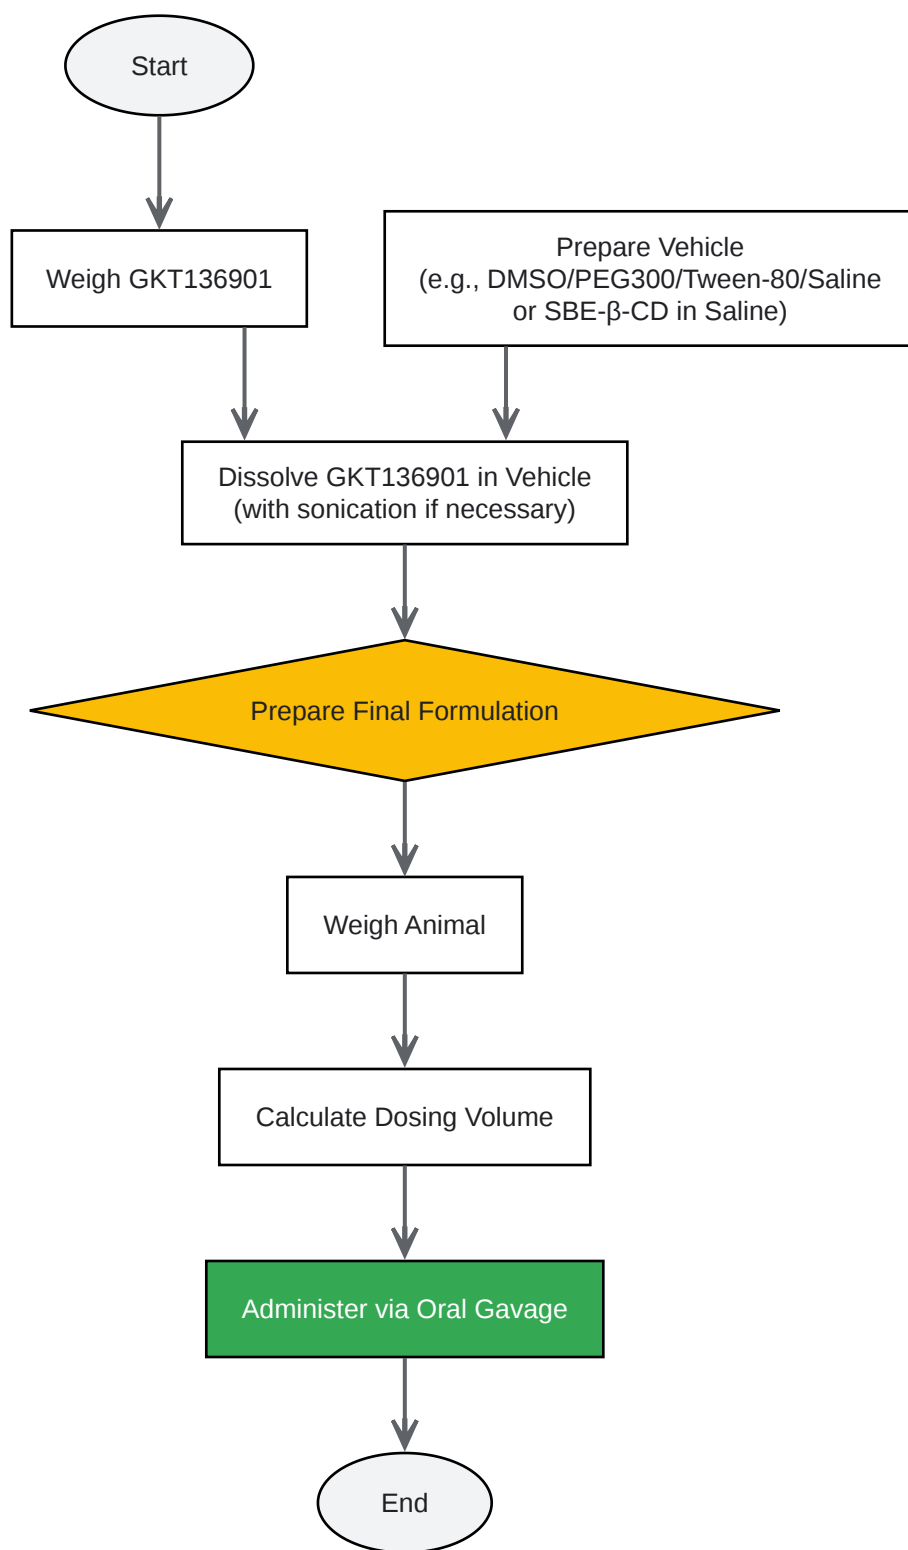 Start
Weigh GKT136901
Prepare Vehicle
(e.g., DMSO/PEG300/Tween-80/Saline
or SBE-β-CD in Saline)
Dissolve GKT136901 in Vehicle
(with sonication if necessary)
Prepare Final Formulation
Weigh Animal
Calculate Dosing Volume
Administer via Oral Gavage
End